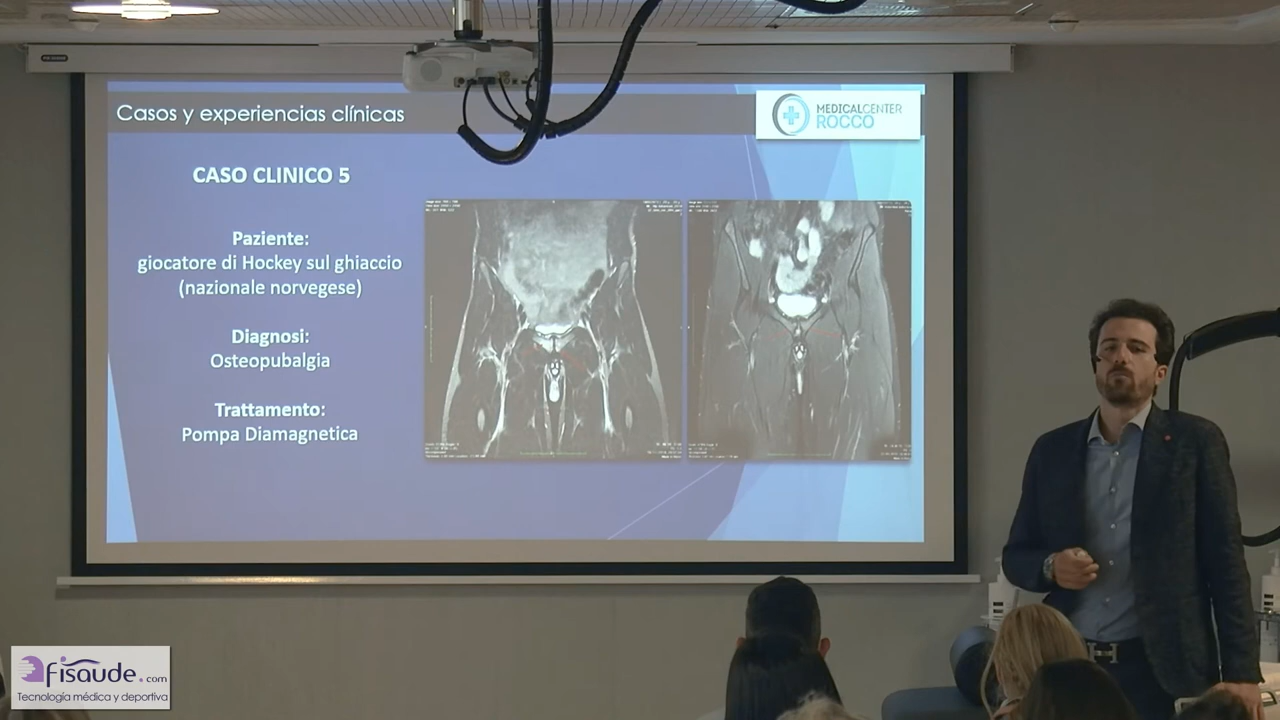 Casos y experiencias clínicas
MEDICALCENTER
ROCCO
CASO CLINICO 5
Paziente:
giocatore di Hockey sul ghiaccio
(nazionale norvegese)
Diagnosi:
Osteopubalgia
Trattamento:
Pompa Diamagnetica
fisaude.com
Tecnología médica y deportiva